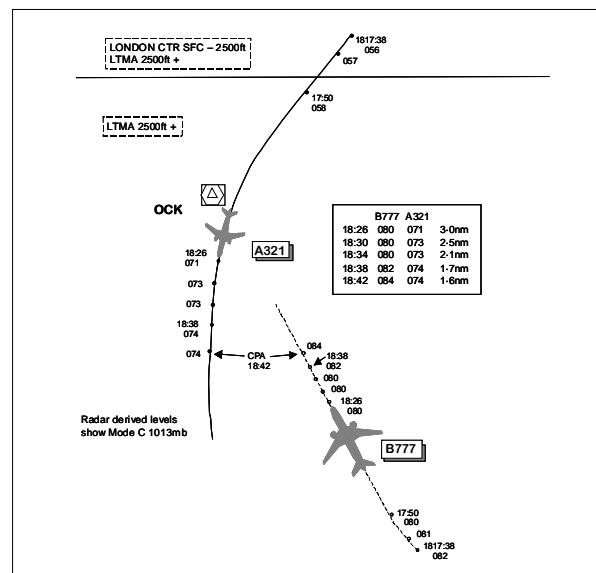 LONDON CTR SFC – 2500ft
LTMA 2500ft +
1817:38
056
057
17:50
058
LTMA 2500ft +
OCK
B777 A321
18:26 080 071 3·0nm
18:30 080 073 2·5nm
18:34 080 073 2·1nm
18:38 082 074 1·7nm
18:42 084 074 1·6nm
A321
18:26
071
073
073
18:38
074
074
CPA
18:42
084
18:38
082
080
080
18:26
080
Radar derived levels
show Mode C 1013mb
B777
17:50
080
081
1817:38
082